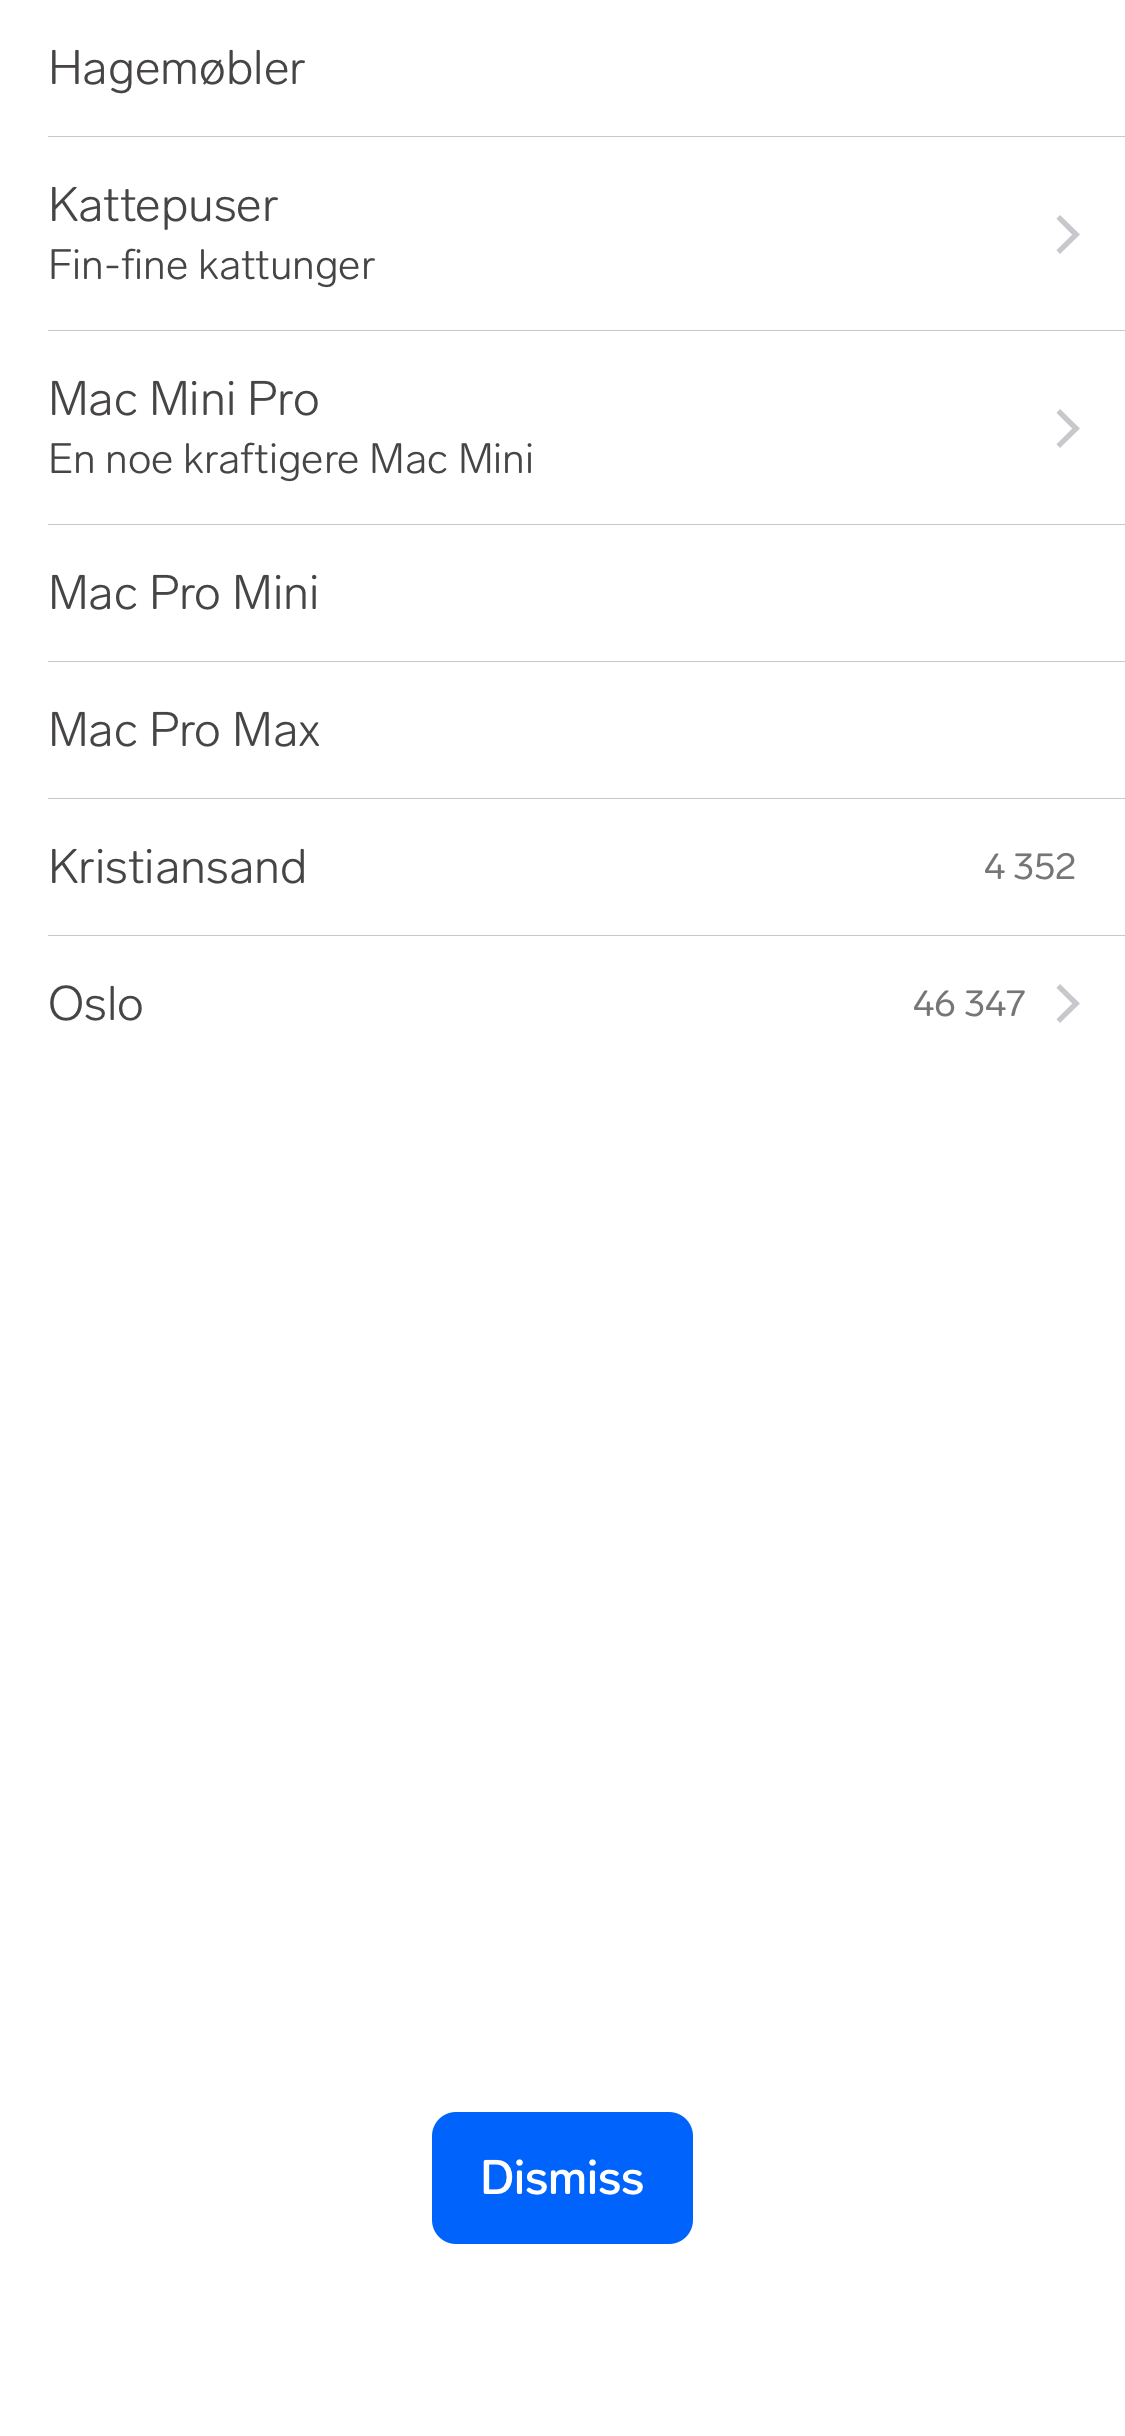 Hagemøbler
Kattepuser
Fin-fine kattunger
Mac Mini Pro
En noe kraftigere Mac Mini
Mac Pro Mini
Mac Pro Max
Kristiansand 4 352
Oslo 46 347
Dismiss